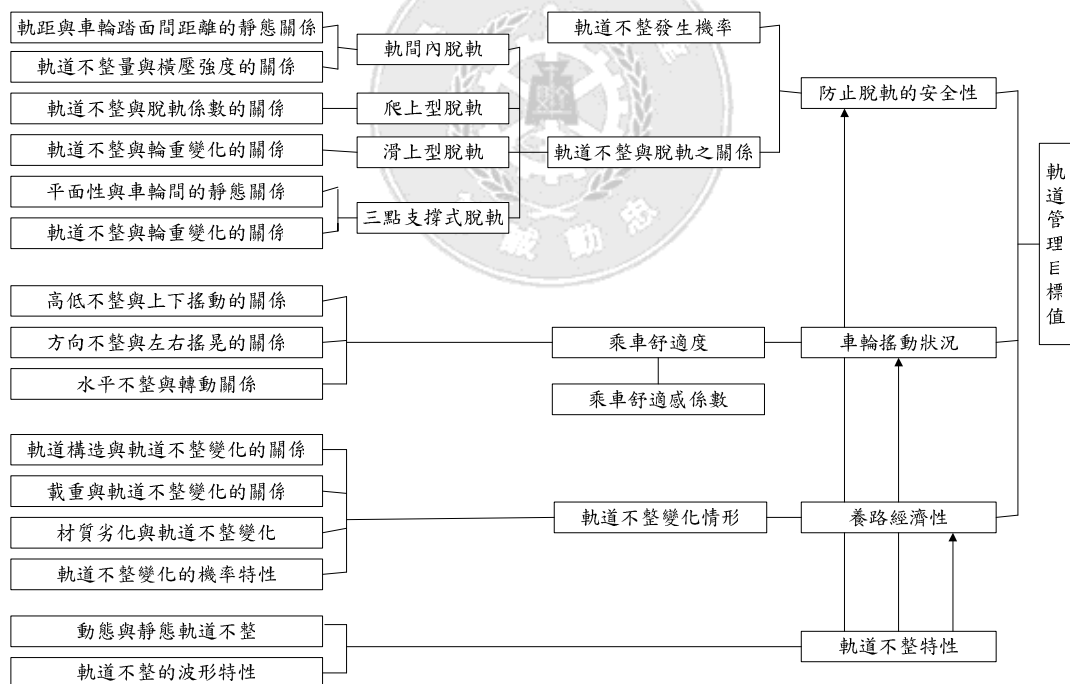 軌距與車輪踏面間距離的靜態關係
軌道不整量與橫壓強度的關係
軌道不整與脫軌係數的關係
軌道不整與輪重變化的關係
平面性與車輪間的靜態關係
軌道不整與輪重變化的關係
軌間內脫軌
爬上型脫軌
滑上型脫軌
三點支撐式脫軌
軌道不整發生機率
軌道不整與脫軌之關係
防止脫軌的安全性
軌道管理目標值
高低不整與上下搖動的關係
方向不整與左右搖晃的關係
水平不整與轉動關係
乘車舒適度
乘車舒適感係數
車輪搖動狀況
軌道構造與軌道不整變化的關係
載重與軌道不整變化的關係
材質劣化與軌道不整變化
軌道不整變化的機率特性
軌道不整變化情形
養路經濟性
動態與靜態軌道不整
軌道不整的波形特性
軌道不整特性
誠勤忠